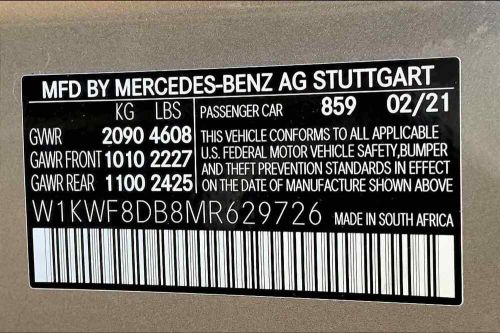 MFD BY MERCEDES-BENZ AG STUTTGART
KG LBS
PASSENGER CAR 859 02/21
GVWR 2090 4608
GAWR FRONT 1010 2227
GAWR REAR 1100 2425
THIS VEHICLE CONFORMS TO ALL APPLICABLE
U.S. FEDERAL MOTOR VEHICLE SAFETY, BUMPER
AND THEFT PREVENTION STANDARDS IN EFFECT
ON THE DATE OF MANUFACTURE SHOWN ABOVE
W1KWF8DB8MR629726 MADE IN SOUTH AFRICA